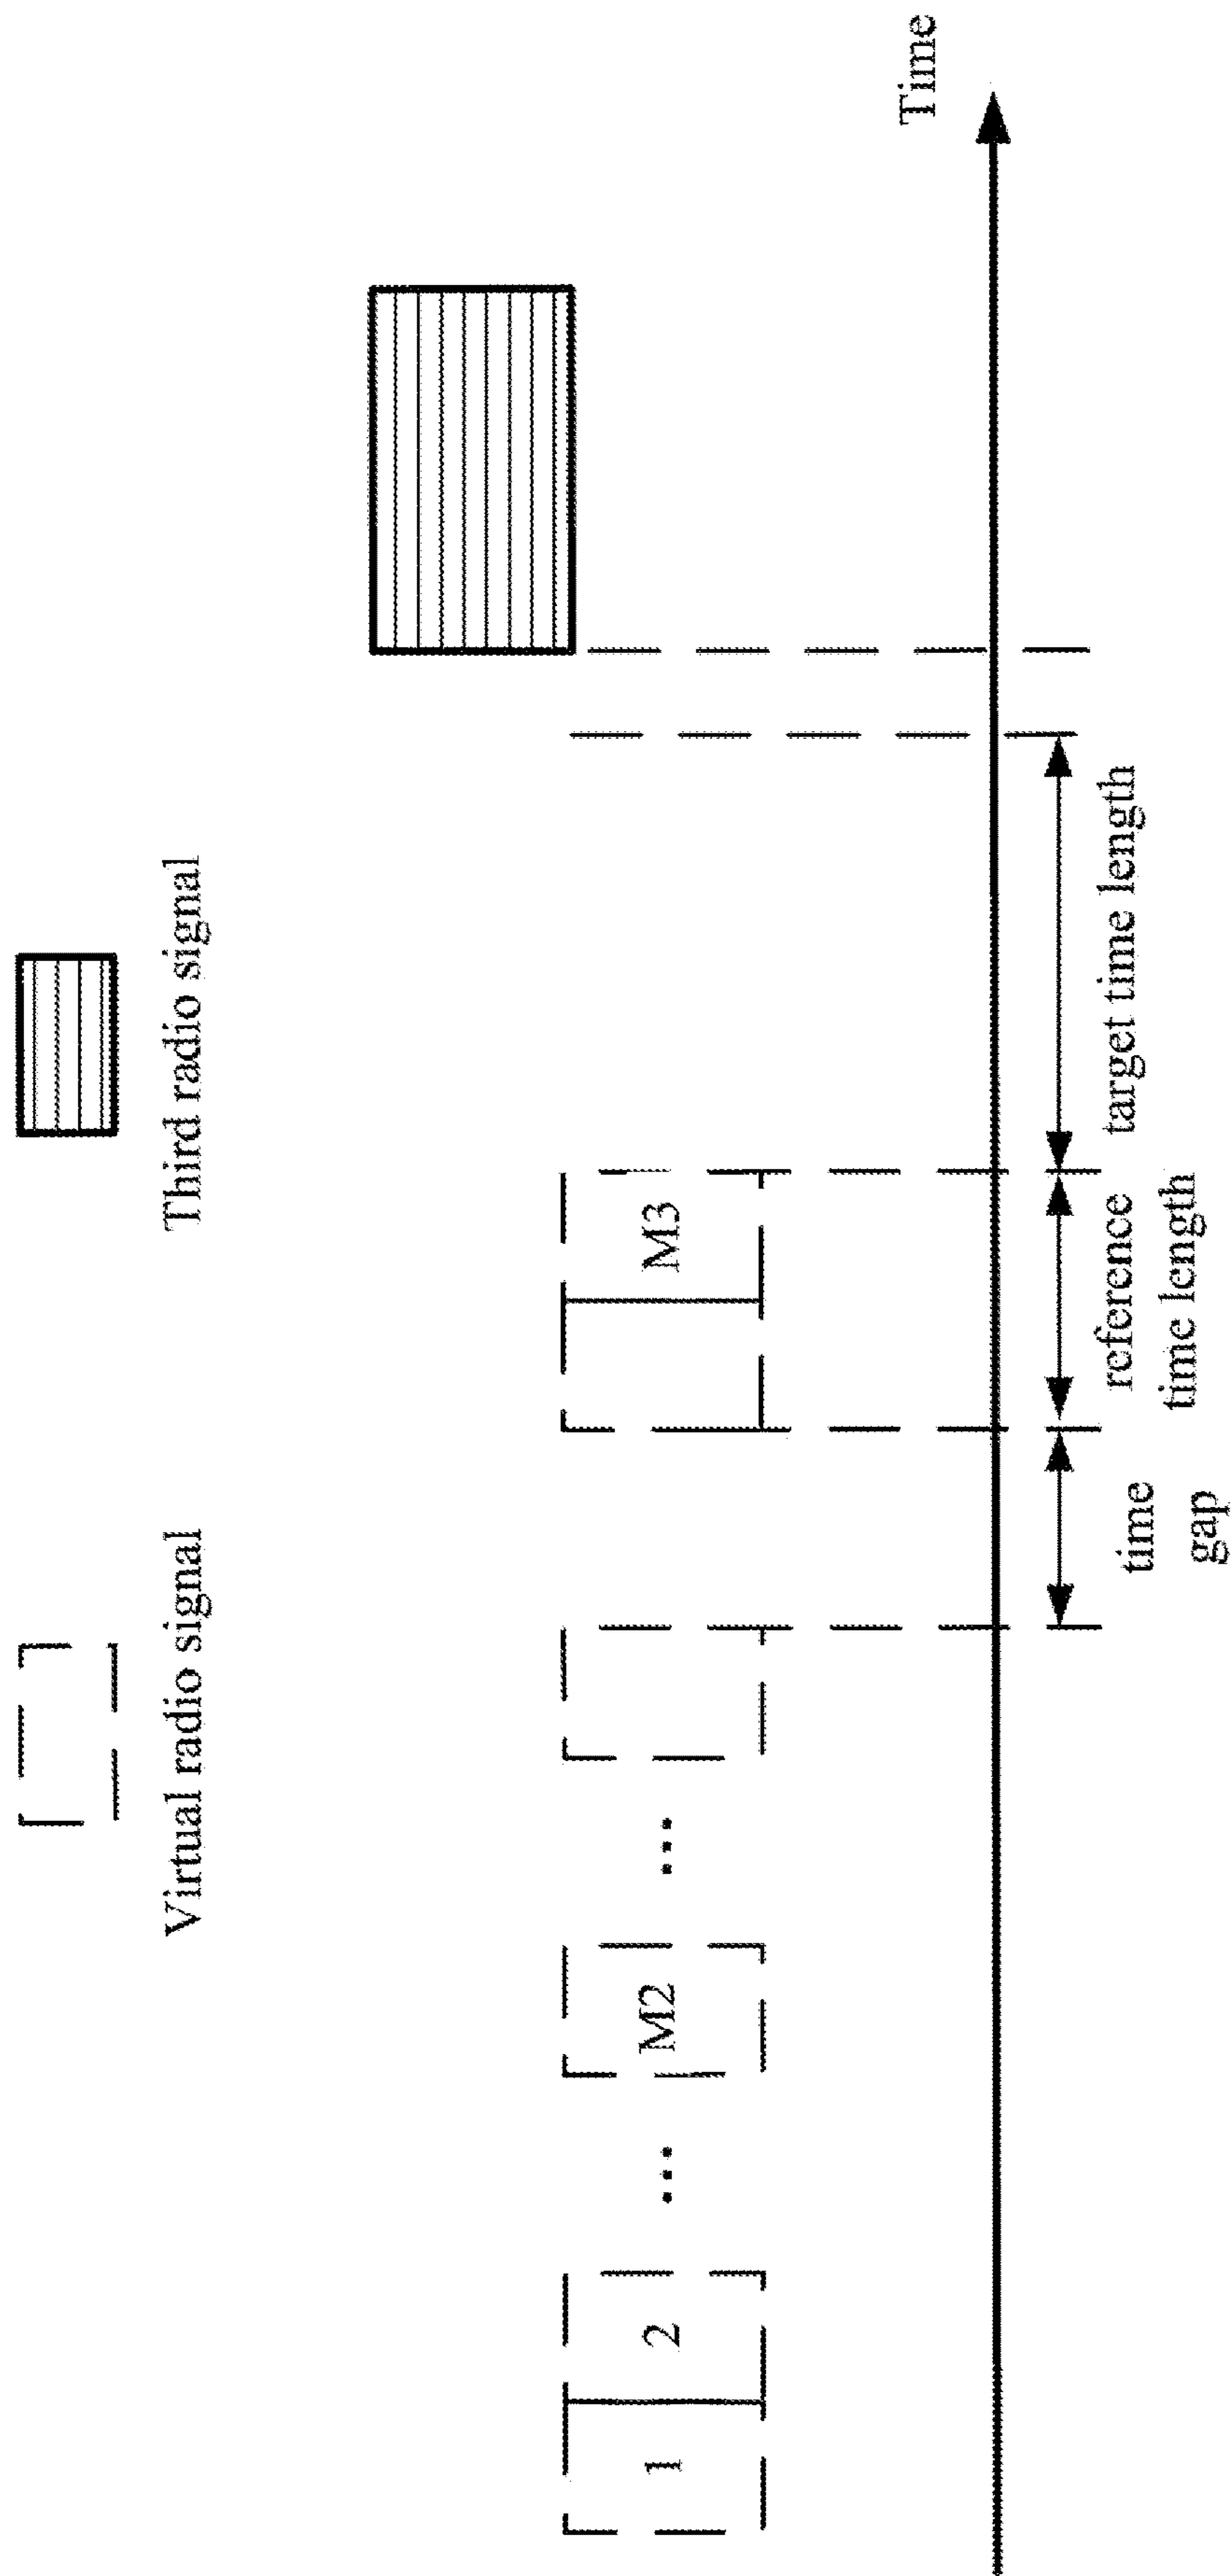 Virtual radio signal
Third radio signal
1
2
...
M2
...
M3
Time
time
gap
reference
time length
target time length